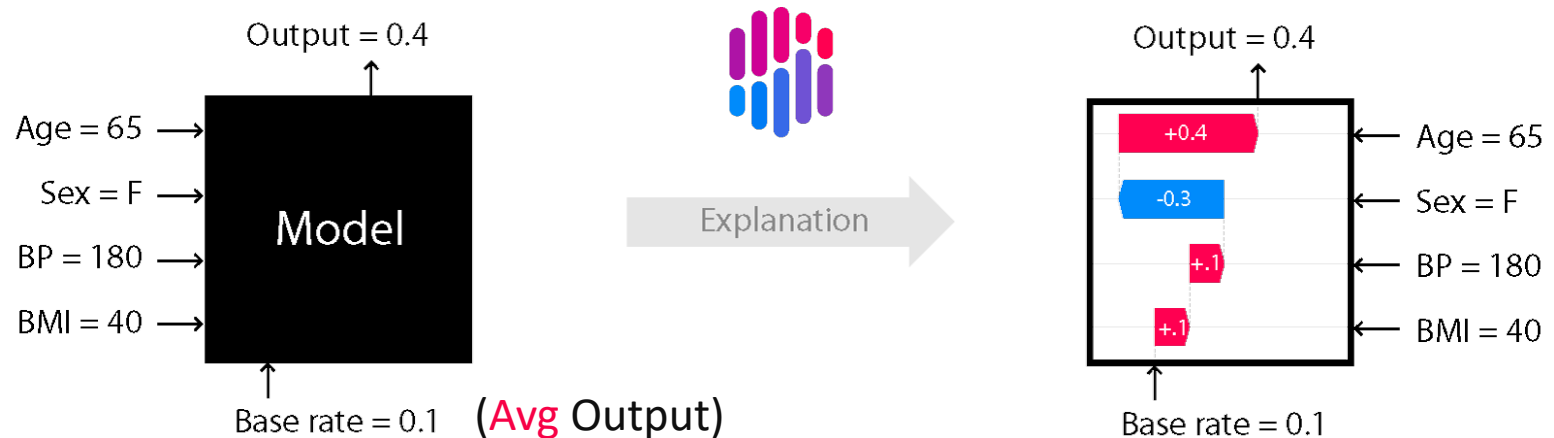 Output = 0.4
Age = 65
Sex = F
BP = 180
BMI = 40
Model
Base rate = 0.1 (Avg Output)
Explanation
Output = 0.4
+0.4
Age = 65
-0.3
Sex = F
+.1
BP = 180
+.1
BMI = 40
Base rate = 0.1